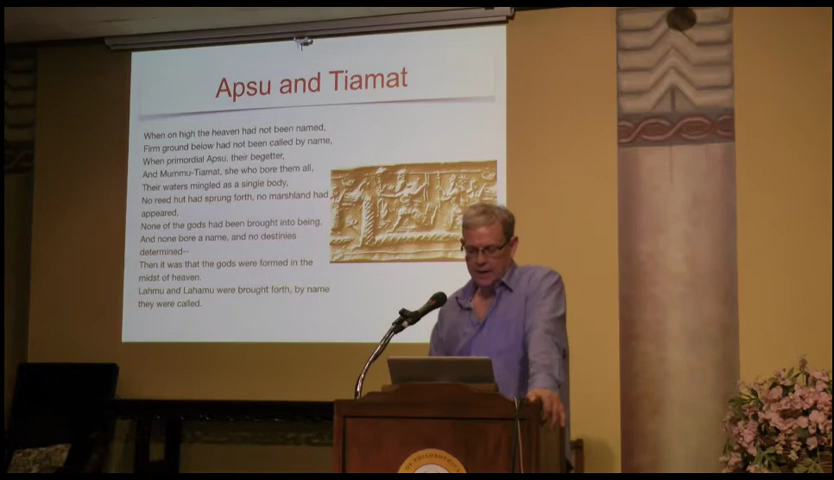 Apsu and Tiamat
When on high the heaven had not been named,
Firm ground below had not been called by name,
When primordial Apsu, their begetter,
And Mummu-Tiamat, she who bore them all,
Their waters mingled as a single body,
No reed hut had sprung forth, no marshland had
appeared,
None of the gods had been brought into being,
And none bore a name, and no destinies
determined--
Then it was that the gods were formed in the
midst of heaven.
Lahmu and Lahamu were brought forth, by name
they were called.
OF PHILOSOPHIC